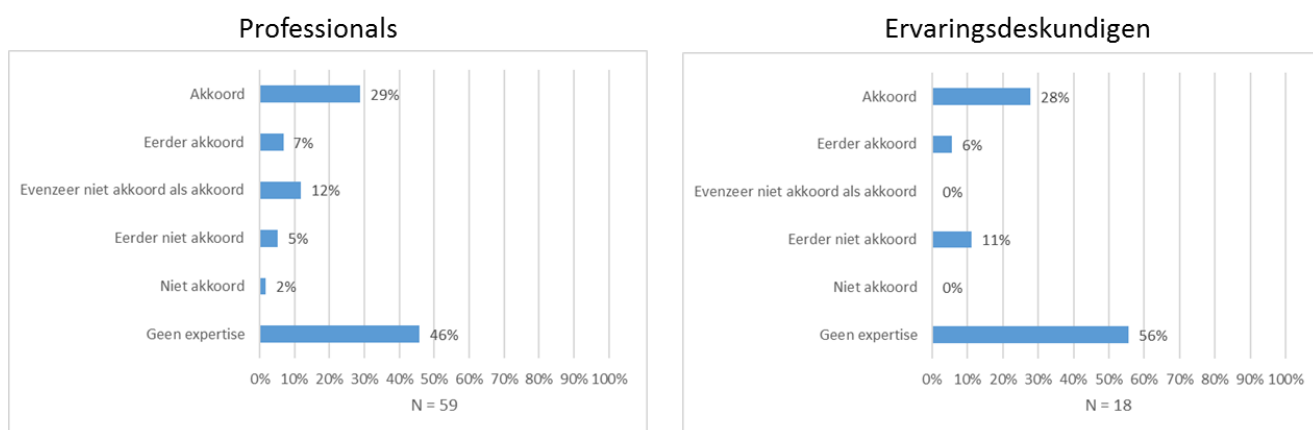 Professionals
Akkoord 29%
Eerder akkoord 7%
Evenzeer niet akkoord als akkoord 12%
Eerder niet akkoord 5%
Niet akkoord 2%
Geen expertise 46%
0% 10% 20% 30% 40% 50% 60% 70% 80% 90% 100%
N = 59
Ervaringsdeskundigen
Akkoord 28%
Eerder akkoord 6%
Evenzeer niet akkoord als akkoord 0%
Eerder niet akkoord 11%
Niet akkoord 0%
Geen expertise 56%
0% 10% 20% 30% 40% 50% 60% 70% 80% 90% 100%
N = 18